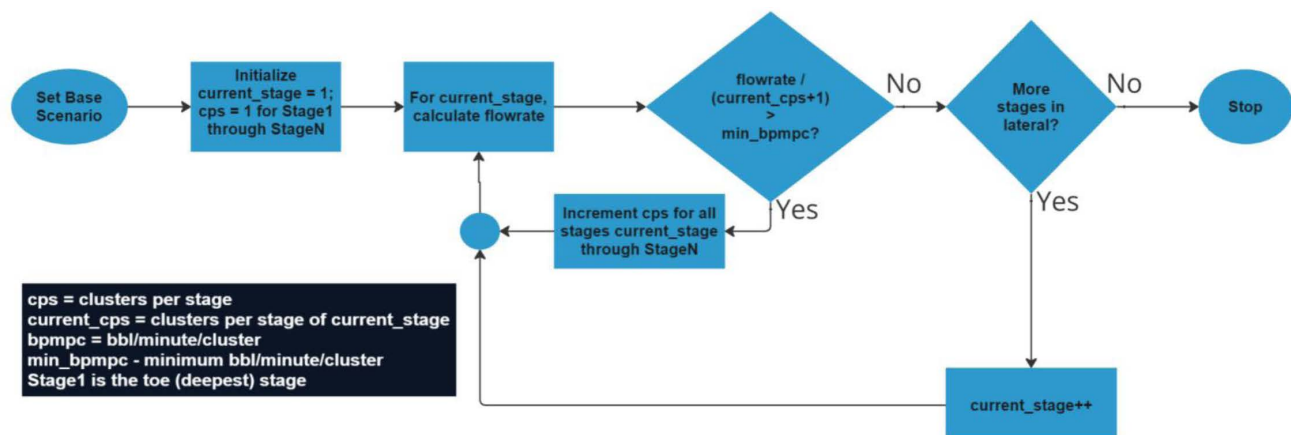 Set Base
Scenario
Initialize
current_stage = 1;
cps = 1 for Stage1
through StageN
For current_stage,
calculate flowrate
flowrate /
(current_cps+1)
>
min_bpmpc?
No
More
stages in
lateral?
No
Stop
Yes
Increment cps for all
stages current_stage
through StageN
Yes
cps = clusters per stage
current_cps = clusters per stage of current_stage
bpmpc = bbl/minute/cluster
min_bpmpc - minimum bbl/minute/cluster
Stage1 is the toe (deepest) stage
current_stage++